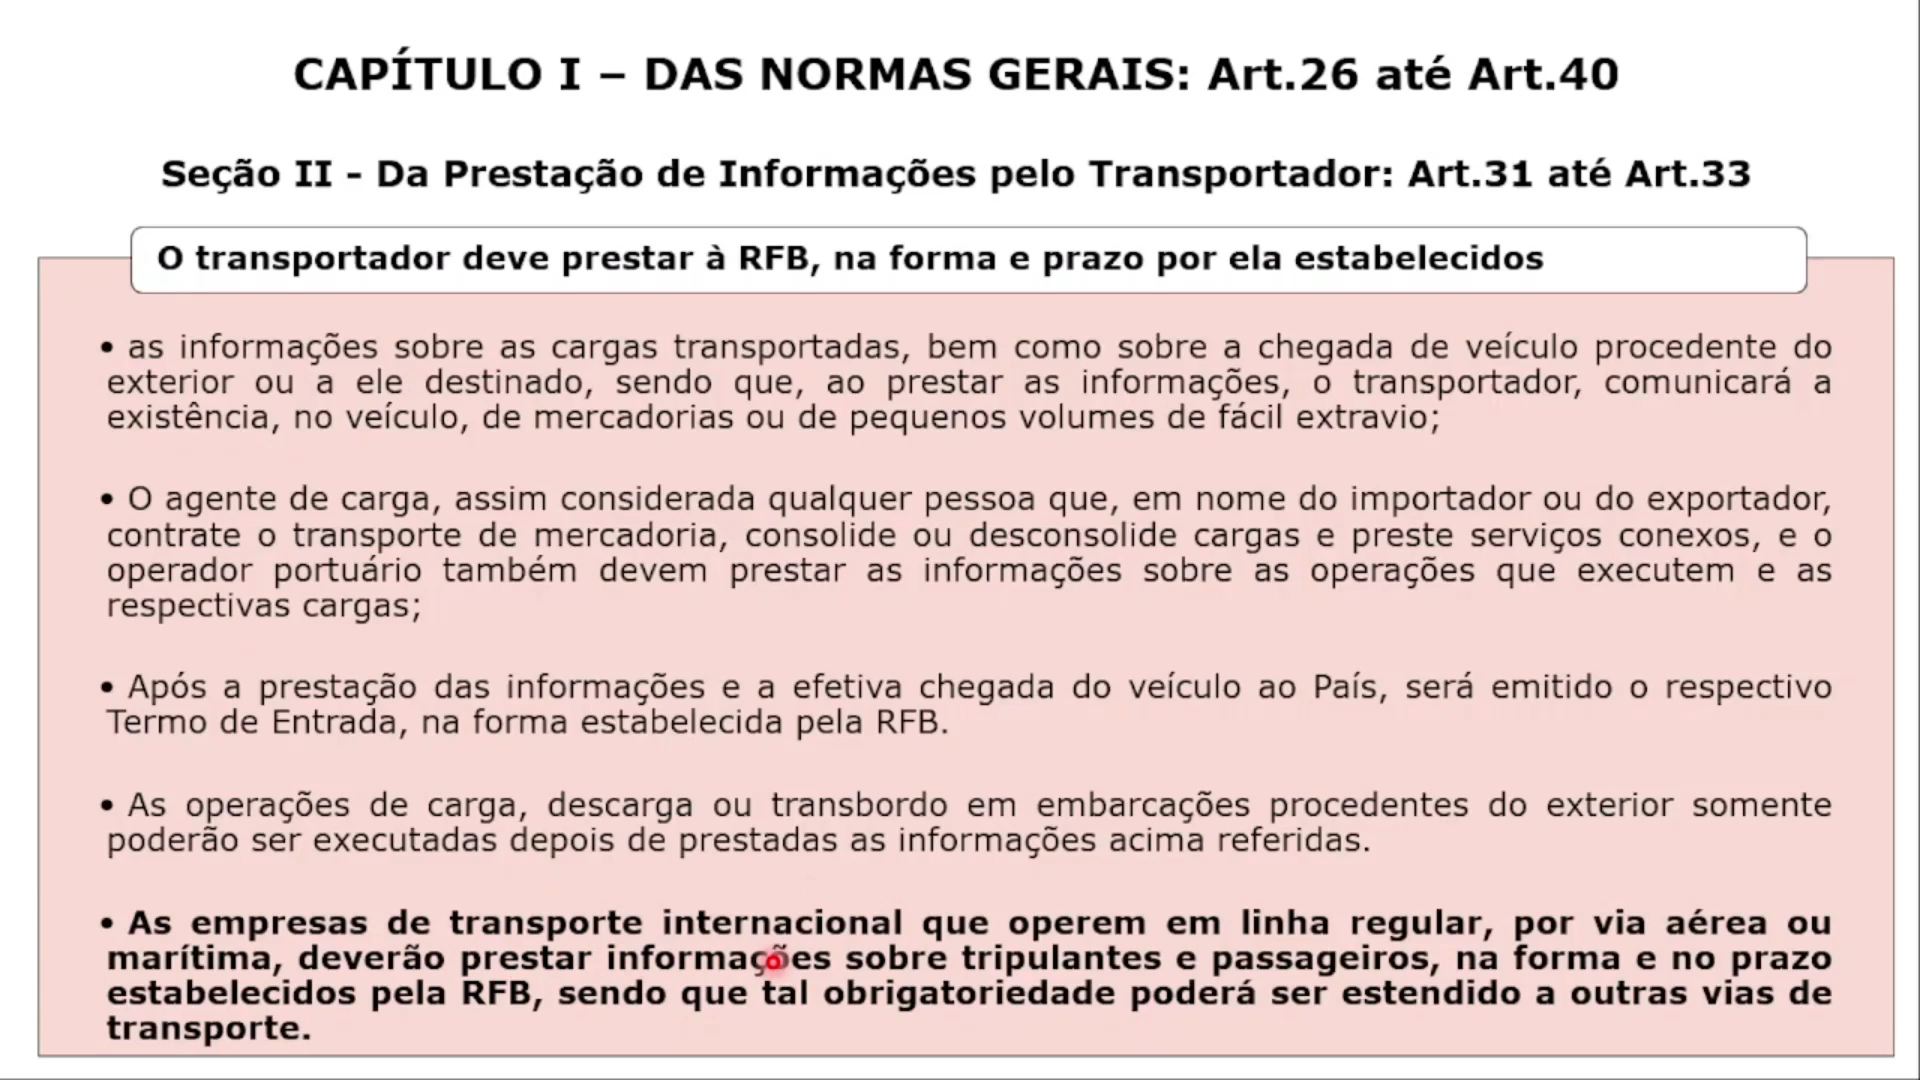 CAPÍTULO I – DAS NORMAS GERAIS: Art.26 até Art.40
Seção II - Da Prestação de Informações pelo Transportador: Art.31 até Art.33
O transportador deve prestar à RFB, na forma e prazo por ela estabelecidos
• as informações sobre as cargas transportadas, bem como sobre a chegada de veículo procedente do
exterior ou a ele destinado, sendo que, ao prestar as informações, o transportador, comunicará a
existência, no veículo, de mercadorias ou de pequenos volumes de fácil extravio;
• O agente de carga, assim considerada qualquer pessoa que, em nome do importador ou do exportador,
contrate o transporte de mercadoria, consolide ou desconsolide cargas e preste serviços conexos, e o
operador portuário também devem prestar as informações sobre as operações que executem e as
respectivas cargas;
• Após a prestação das informações e a efetiva chegada do veículo ao País, será emitido o respectivo
Termo de Entrada, na forma estabelecida pela RFB.
• As operações de carga, descarga ou transbordo em embarcações procedentes do exterior somente
poderão ser executadas depois de prestadas as informações acima referidas.
• As empresas de transporte internacional que operem em linha regular, por via aérea ou
marítima, deverão prestar informações sobre tripulantes e passageiros, na forma e no prazo
estabelecidos pela RFB, sendo que tal obrigatoriedade poderá ser estendido a outras vias de
transporte.